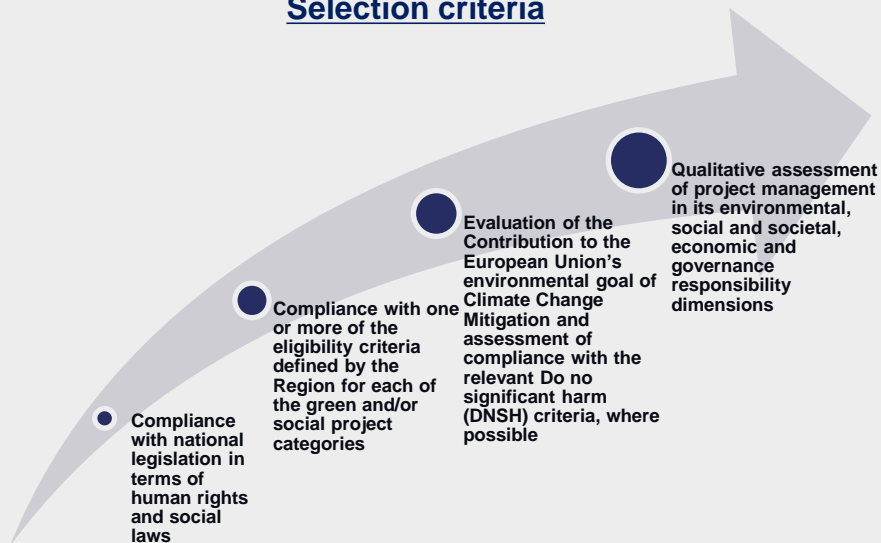 Selection criteria
Compliance
with national
legislation in
terms of
human rights
and social
laws
Compliance with one
or more of the
eligibility criteria
defined by the
Region for each of
the green and/or
social project
categories
Evaluation of the
Contribution to the
European Union’s
environmental goal of
Climate Change
Mitigation and
assessment of
compliance with the
relevant Do no
significant harm
(DNSH) criteria, where
possible
Qualitative assessment
of project management
in its environmental,
social and societal,
economic and
governance
responsibility
dimensions